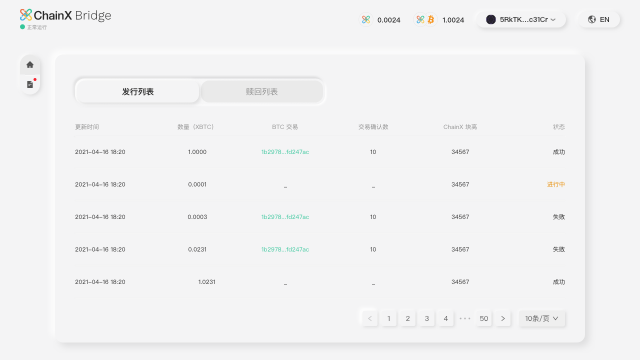 ChainX Bridge
正常运行
0.0024
1.0024
5RkTK...c31Cr
EN
发行列表
赎回列表
更新时间 数量（XBTC） BTC 交易 交易确认数 ChainX 块高 状态
2021-04-16 18:20 1.0000 1b2978...fd247ac 10 34567 成功
2021-04-16 18:20 0.0001 _ _ 34567 进行中
2021-04-16 18:20 0.0003 1b2978...fd247ac 10 34567 失败
2021-04-16 18:20 0.0231 1b2978...fd247ac 10 34567 失败
2021-04-16 18:20 1.0231 _ _ 34567 成功
< 1 2 3 4 ··· 50 > 10条/页